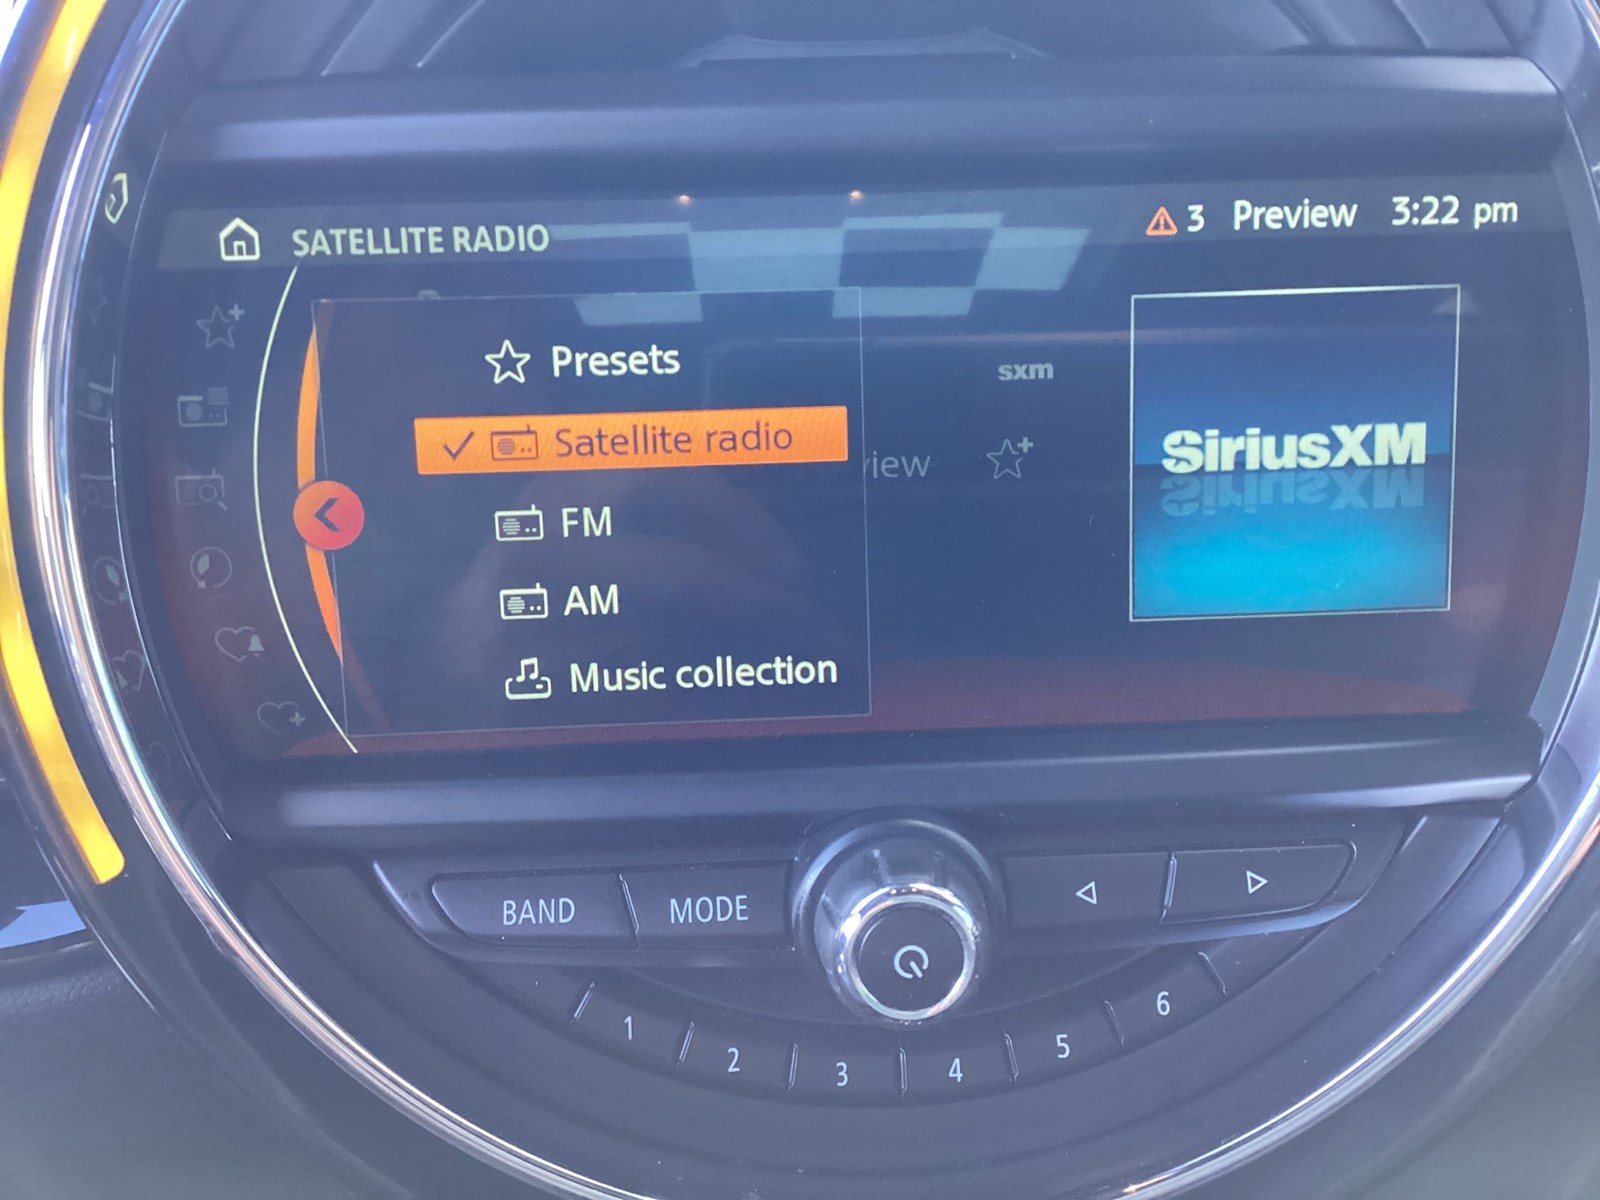 SATELLITE RADIO
3 Preview 3:22 pm
Presets
Satellite radio
FM
AM
Music collection
sxm
iew
SiriusXM
BAND
MODE
1
2
3
4
5
6